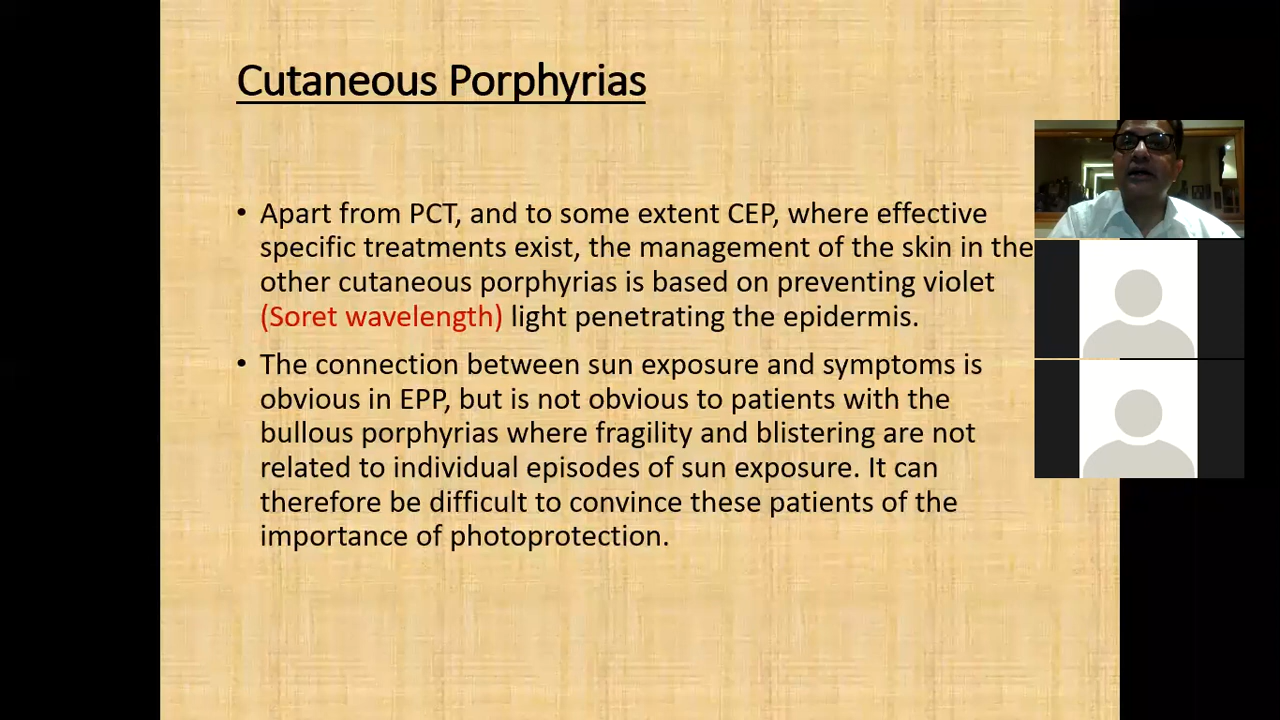 Cutaneous Porphyrias
• Apart from PCT, and to some extent CEP, where effective
specific treatments exist, the management of the skin in the
other cutaneous porphyrias is based on preventing violet
(Soret wavelength) light penetrating the epidermis.
• The connection between sun exposure and symptoms is
obvious in EPP, but is not obvious to patients with the
bullous porphyrias where fragility and blistering are not
related to individual episodes of sun exposure. It can
therefore be difficult to convince these patients of the
importance of photoprotection.